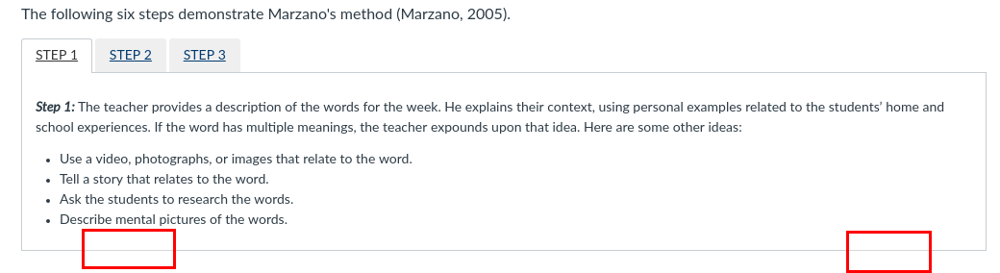 The following six steps demonstrate Marzano's method (Marzano, 2005).
STEP 1 STEP 2 STEP 3
Step 1: The teacher provides a description of the words for the week. He explains their context, using personal examples related to the students’ home and
school experiences. If the word has multiple meanings, the teacher expounds upon that idea. Here are some other ideas:
• Use a video, photographs, or images that relate to the word.
• Tell a story that relates to the word.
• Ask the students to research the words.
• Describe mental pictures of the words.